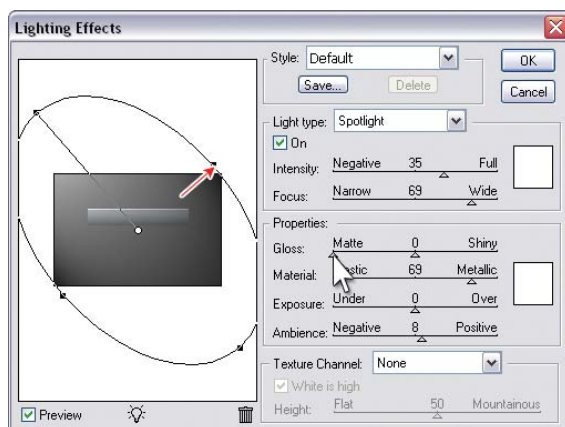 Lighting Effects
Style: Default
OK
Save...
Delete
Cancel
Light type: Spotlight
On
Intensity: Negative 35 Full
Focus: Narrow 69 Wide
Properties:
Gloss: Matte 0 Shiny
Material: 69 Metallic
Exposure: Under 0 Over
Ambience: Negative 8 Positive
Texture Channel: None
White is high
Height: Flat 50 Mountainous
Preview